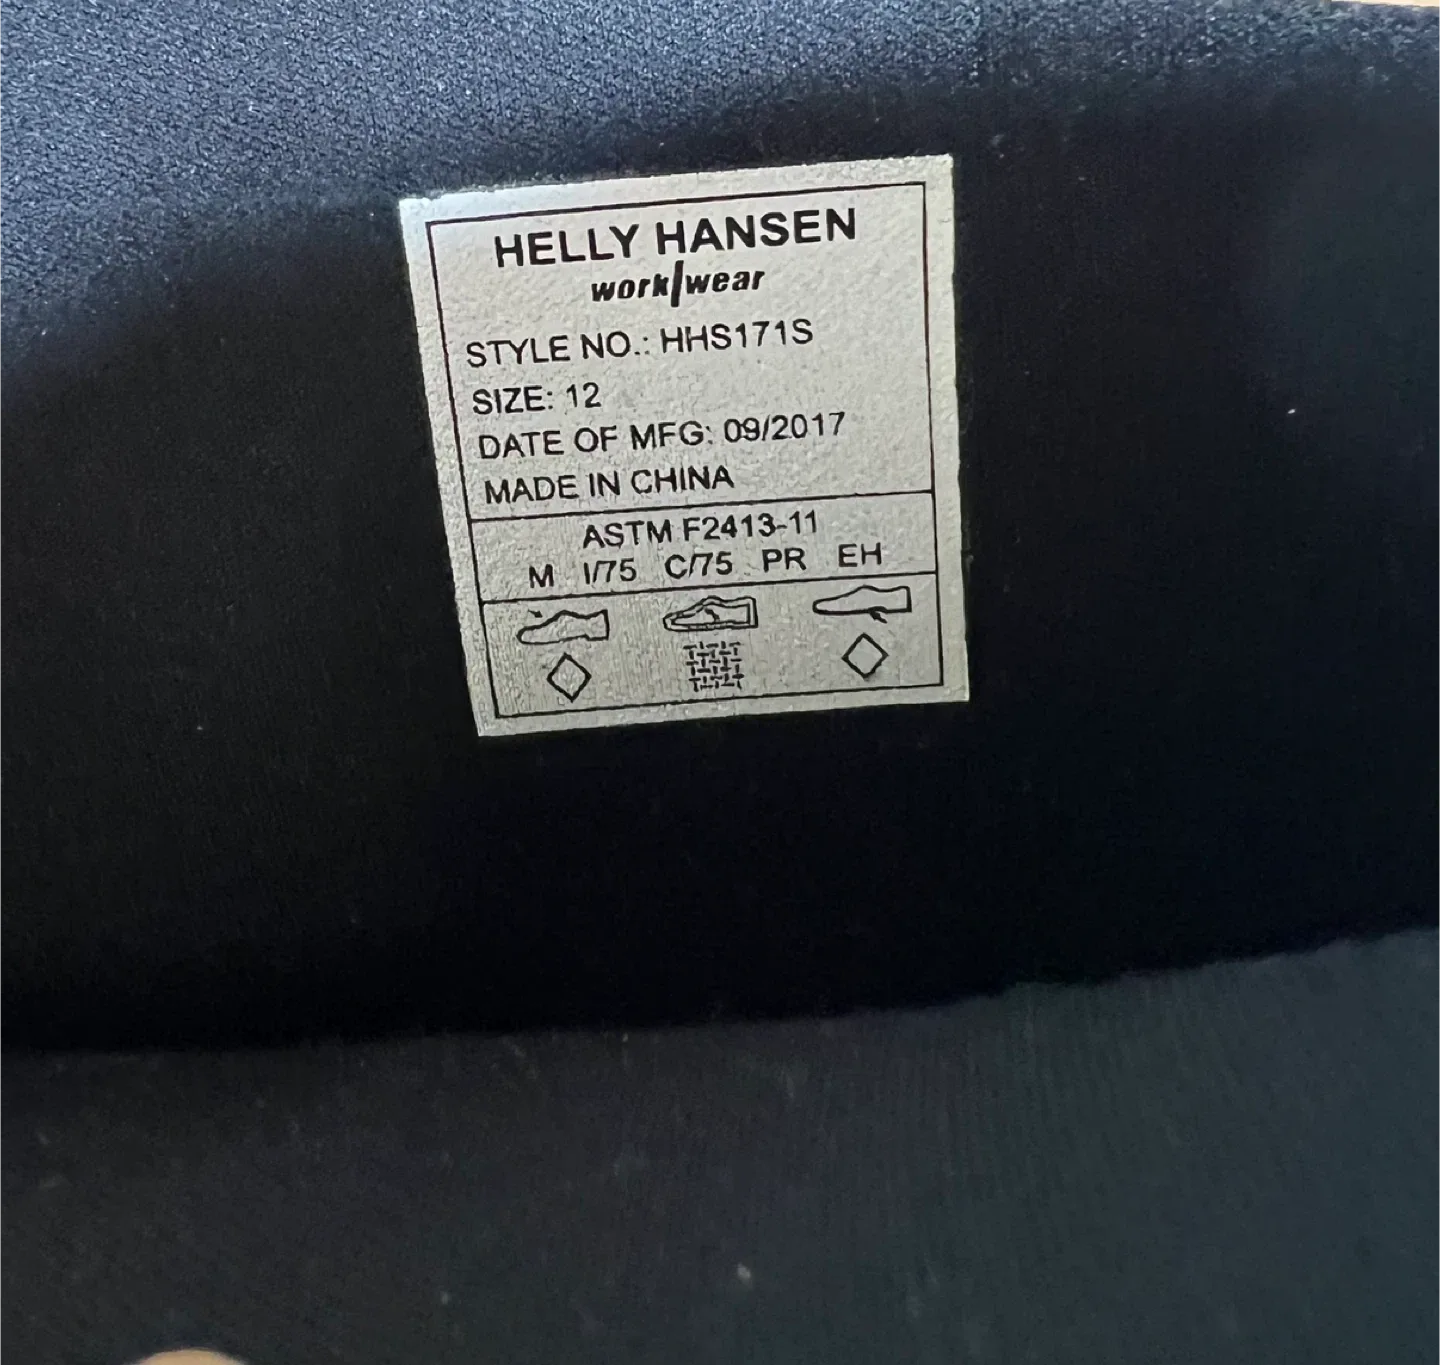 HELLY HANSEN
work/wear
STYLE NO.: HHS171S
SIZE: 12
DATE OF MFG: 09/2017
MADE IN CHINA
ASTM F2413-11
M I/75 C/75 PR EH